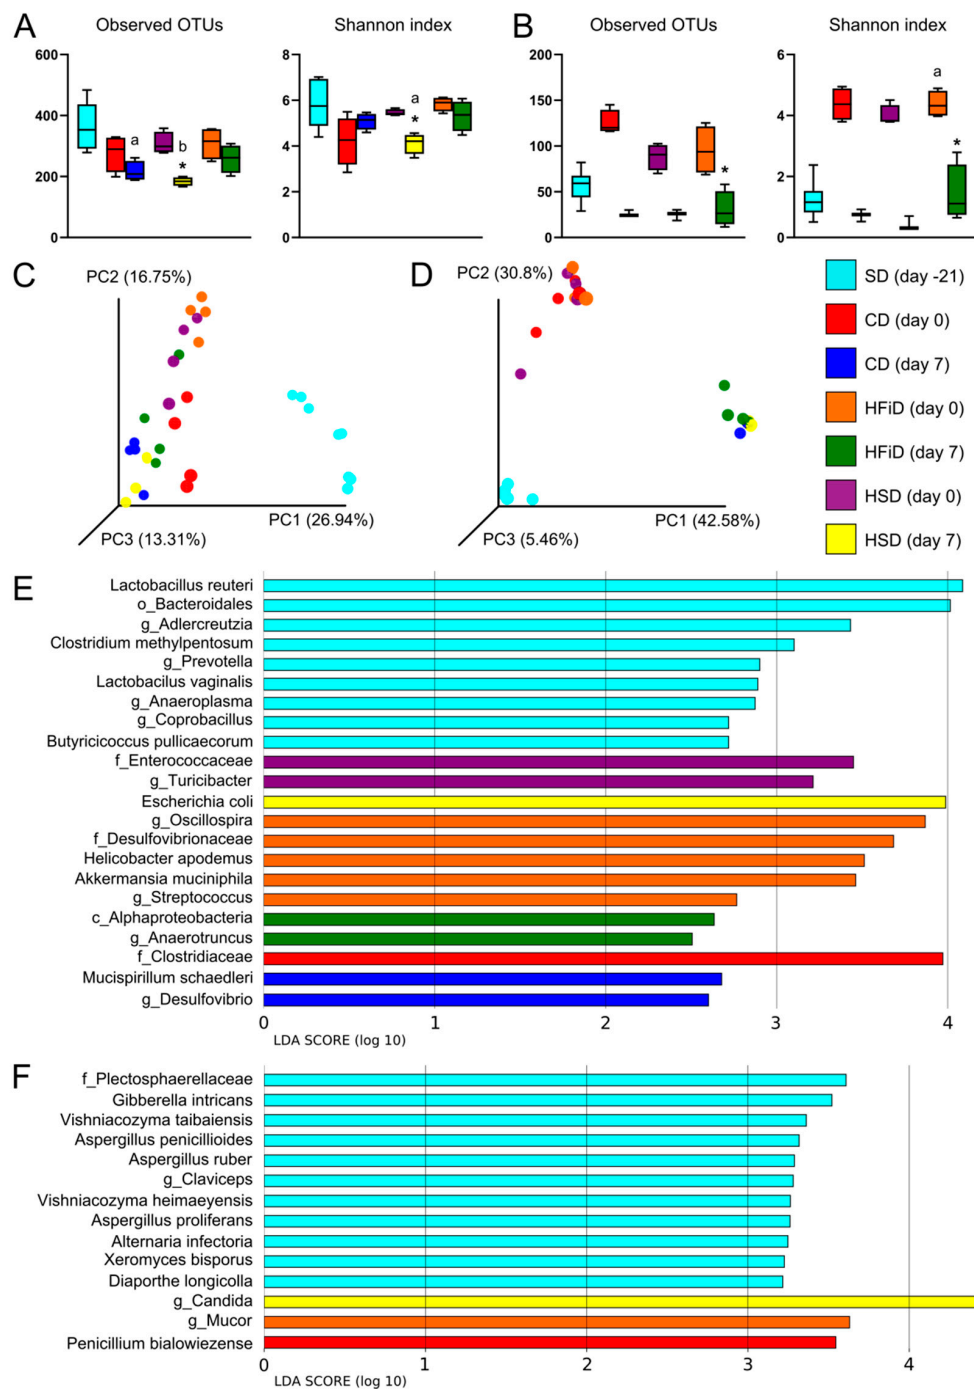 A
Observed OTUs
Shannon index
B
Observed OTUs
Shannon index
600
400
200
0
a
b
*
8
6
4
2
0
a
*
200
150
100
50
0
*
6
4
2
0
a
*
C
PC2 (16.75%)
PC1 (26.94%)
PC3 (13.31%)
D
PC2 (30.8%)
PC1 (42.58%)
PC3 (5.46%)
SD (day -21)
CD (day 0)
CD (day 7)
HFiD (day 0)
HFiD (day 7)
HSD (day 0)
HSD (day 7)
E
Lactobacillus reuteri
o_Bacteroidales
g_Adlercreutzia
Clostridium methylpentosum
g_Prevotella
Lactobacilus vaginalis
g_Anaeroplasma
g_Coprobacillus
Butyricicoccus pullicaecorum
f_Enterococcaceae
g_Turicibacter
Escherichia coli
g_Oscillospira
f_Desulfovibrionaceae
Helicobacter apodemus
Akkermansia muciniphila
g_Streptococcus
c_Alphaproteobacteria
g_Anaerotruncus
f_Clostridiaceae
Mucispirillum schaedleri
g_Desulfovibrio
0 1 2 3 4
LDA SCORE (log 10)
F
f_Plectosphaerellaceae
Gibberella intricans
Vishniacozyma taibaiensis
Aspergillus penicillioides
Aspergillus ruber
g_Claviceps
Vishniacozyma heimaeyensis
Aspergillus proliferans
Alternaria infectoria
Xeromyces bisporus
Diaporthe longicolla
g_Candida
g_Mucor
Penicillium bialowiezense
0 1 2 3 4
LDA SCORE (log 10)